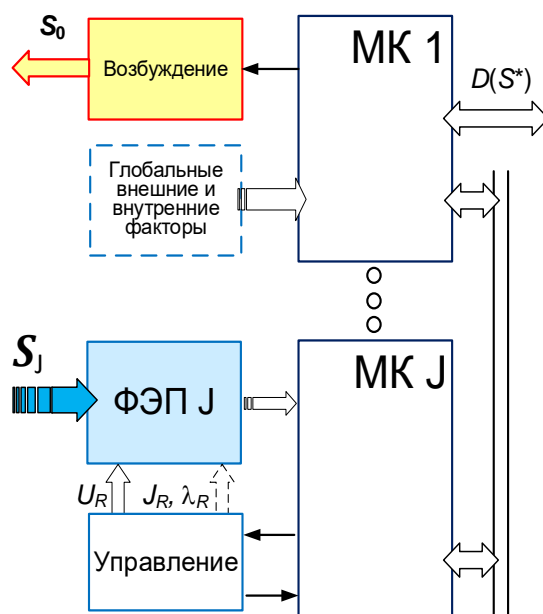 S0
Возбуждение
МК 1
D(S*)
Глобальные
внешние и
внутренние
факторы
SJ
ФЭП J
МК J
UR
JR, λR
Управление